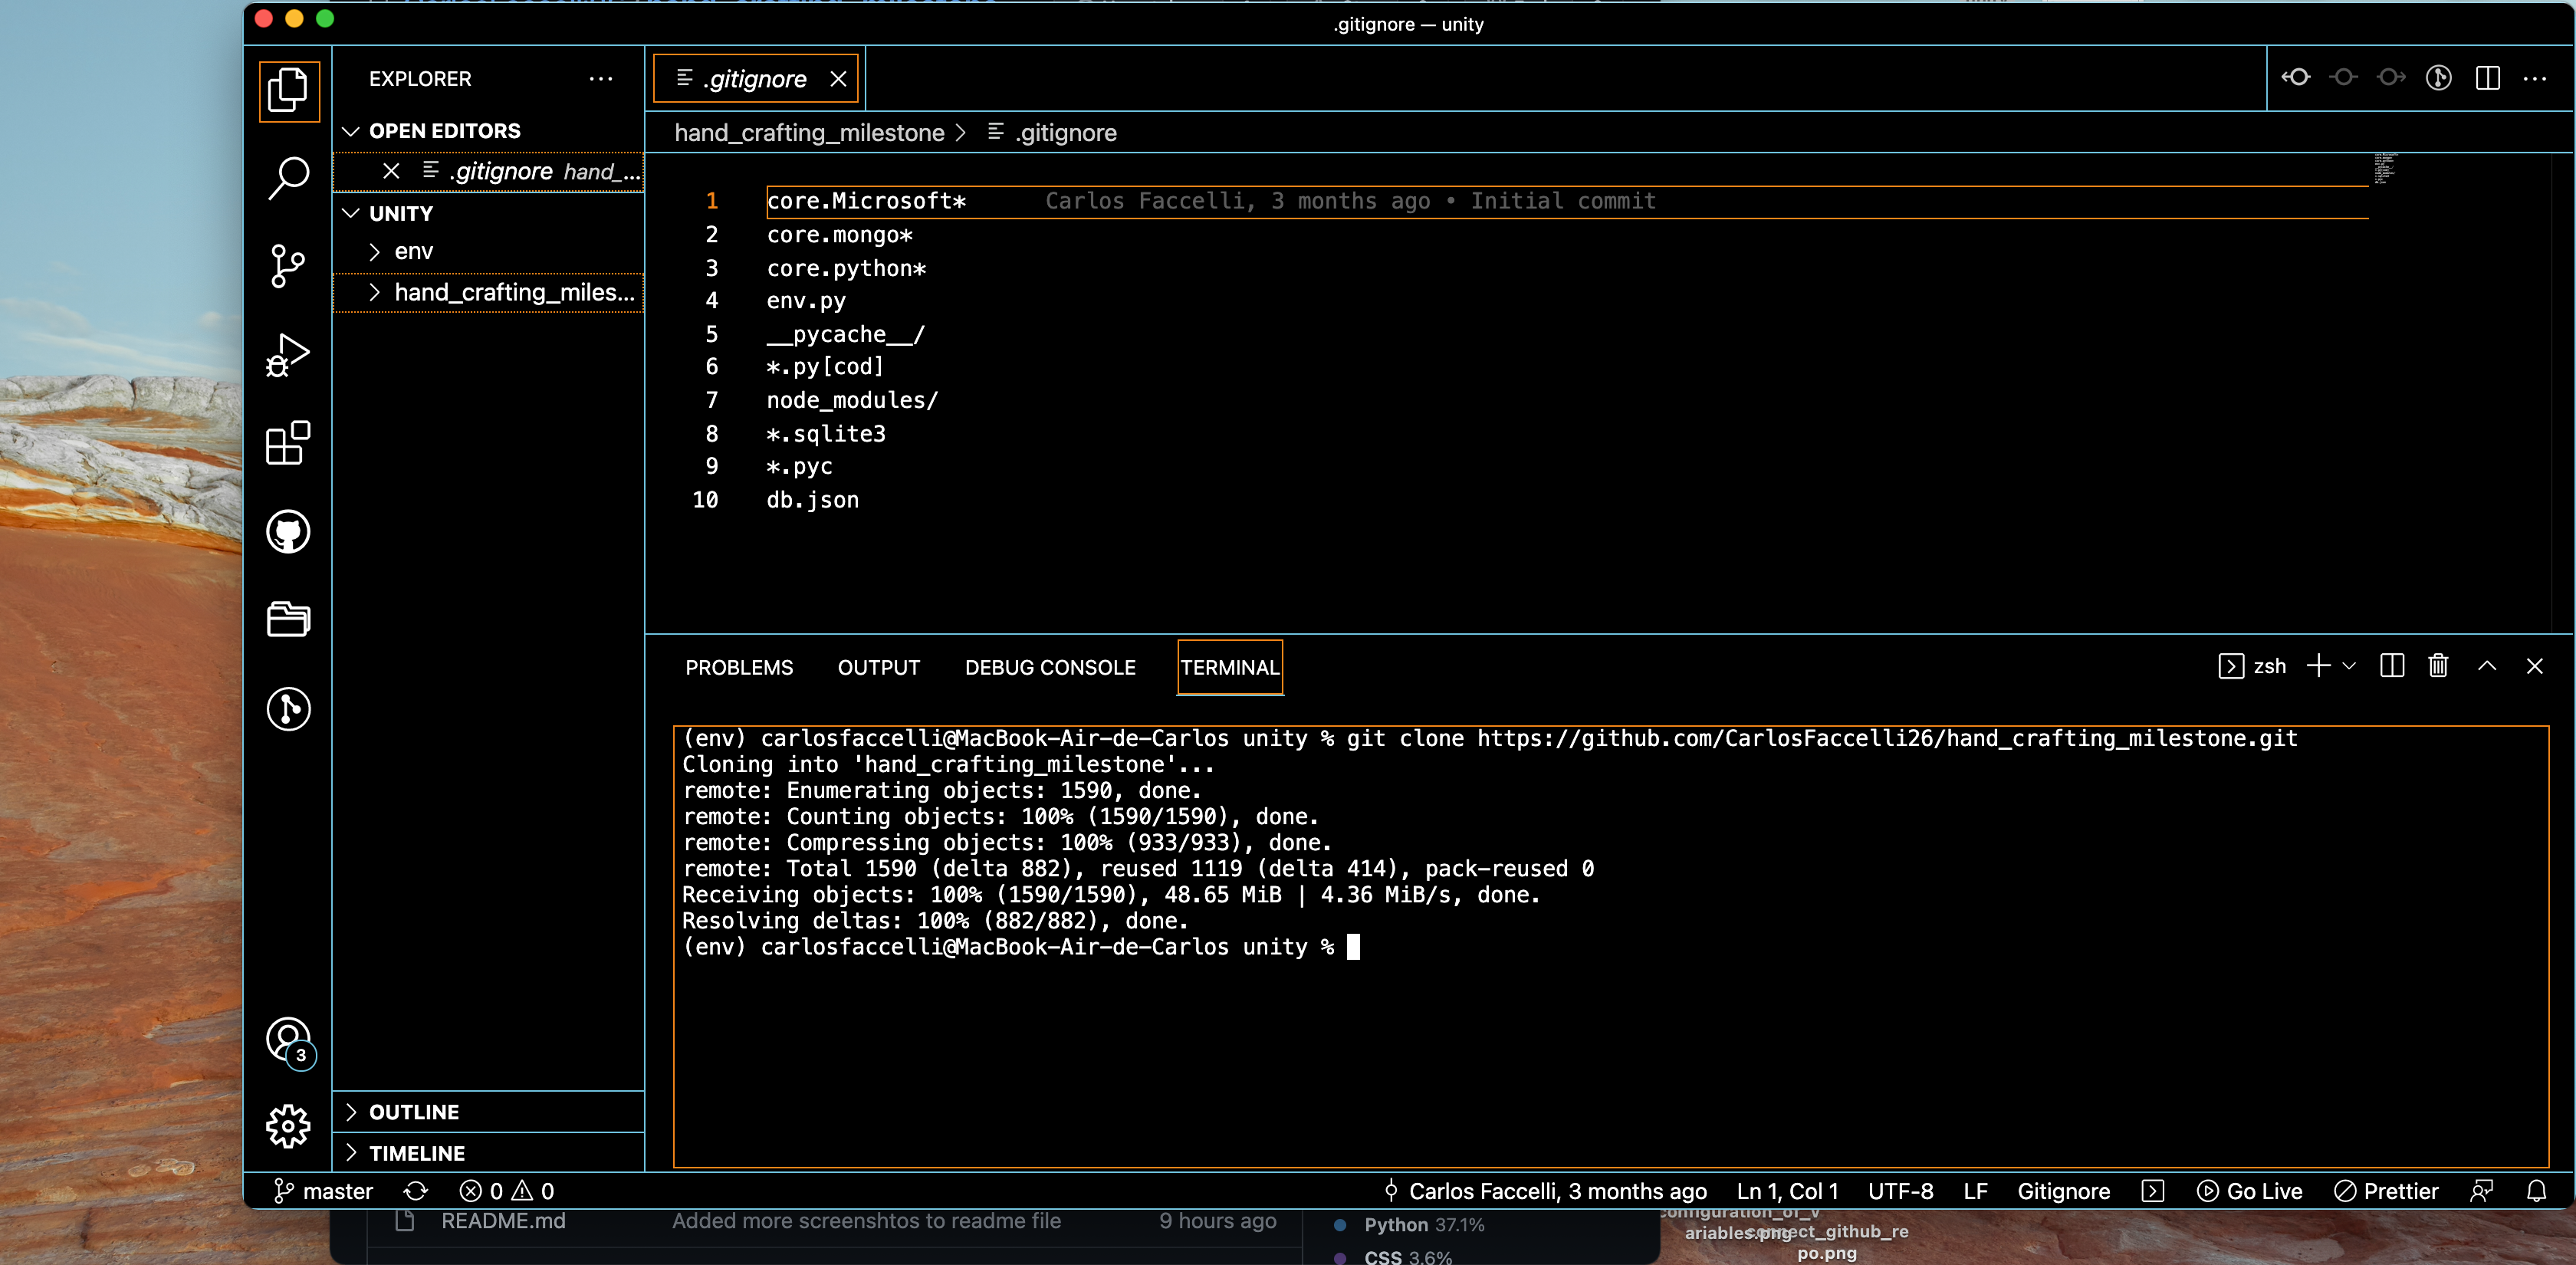 .gitignore — unity
EXPLORER
.gitignore
OPEN EDITORS
hand_crafting_milestone > .gitignore
.gitignore hand_...
UNITY
env
hand_crafting_miles...
1 core.Microsoft* Carlos Faccelli, 3 months ago • Initial commit
2 core.mongo*
3 core.python*
4 env.py
5 __pycache__/
6 *.py[cod]
7 node_modules/
8 *.sqlite3
9 *.pyc
10 db.json
PROBLEMS OUTPUT DEBUG CONSOLE TERMINAL zsh
(env) carlosfaccelli@MacBook-Air-de-Carlos unity % git clone https://github.com/CarlosFaccelli26/hand_crafting_milestone.git
Cloning into 'hand_crafting_milestone'...
remote: Enumerating objects: 1590, done.
remote: Counting objects: 100% (1590/1590), done.
remote: Compressing objects: 100% (933/933), done.
remote: Total 1590 (delta 882), reused 1119 (delta 414), pack-reused 0
Receiving objects: 100% (1590/1590), 48.65 MiB | 4.36 MiB/s, done.
Resolving deltas: 100% (882/882), done.
(env) carlosfaccelli@MacBook-Air-de-Carlos unity %
3
OUTLINE
TIMELINE
master 0 0 Carlos Faccelli, 3 months ago Ln 1, Col 1 UTF-8 LF Gitignore Go Live Prettier
README.md Added more screenshtos to readme file 9 hours ago
Python 37.1%
CSS 3.6%
ariables.png
connect_github_re
po.png